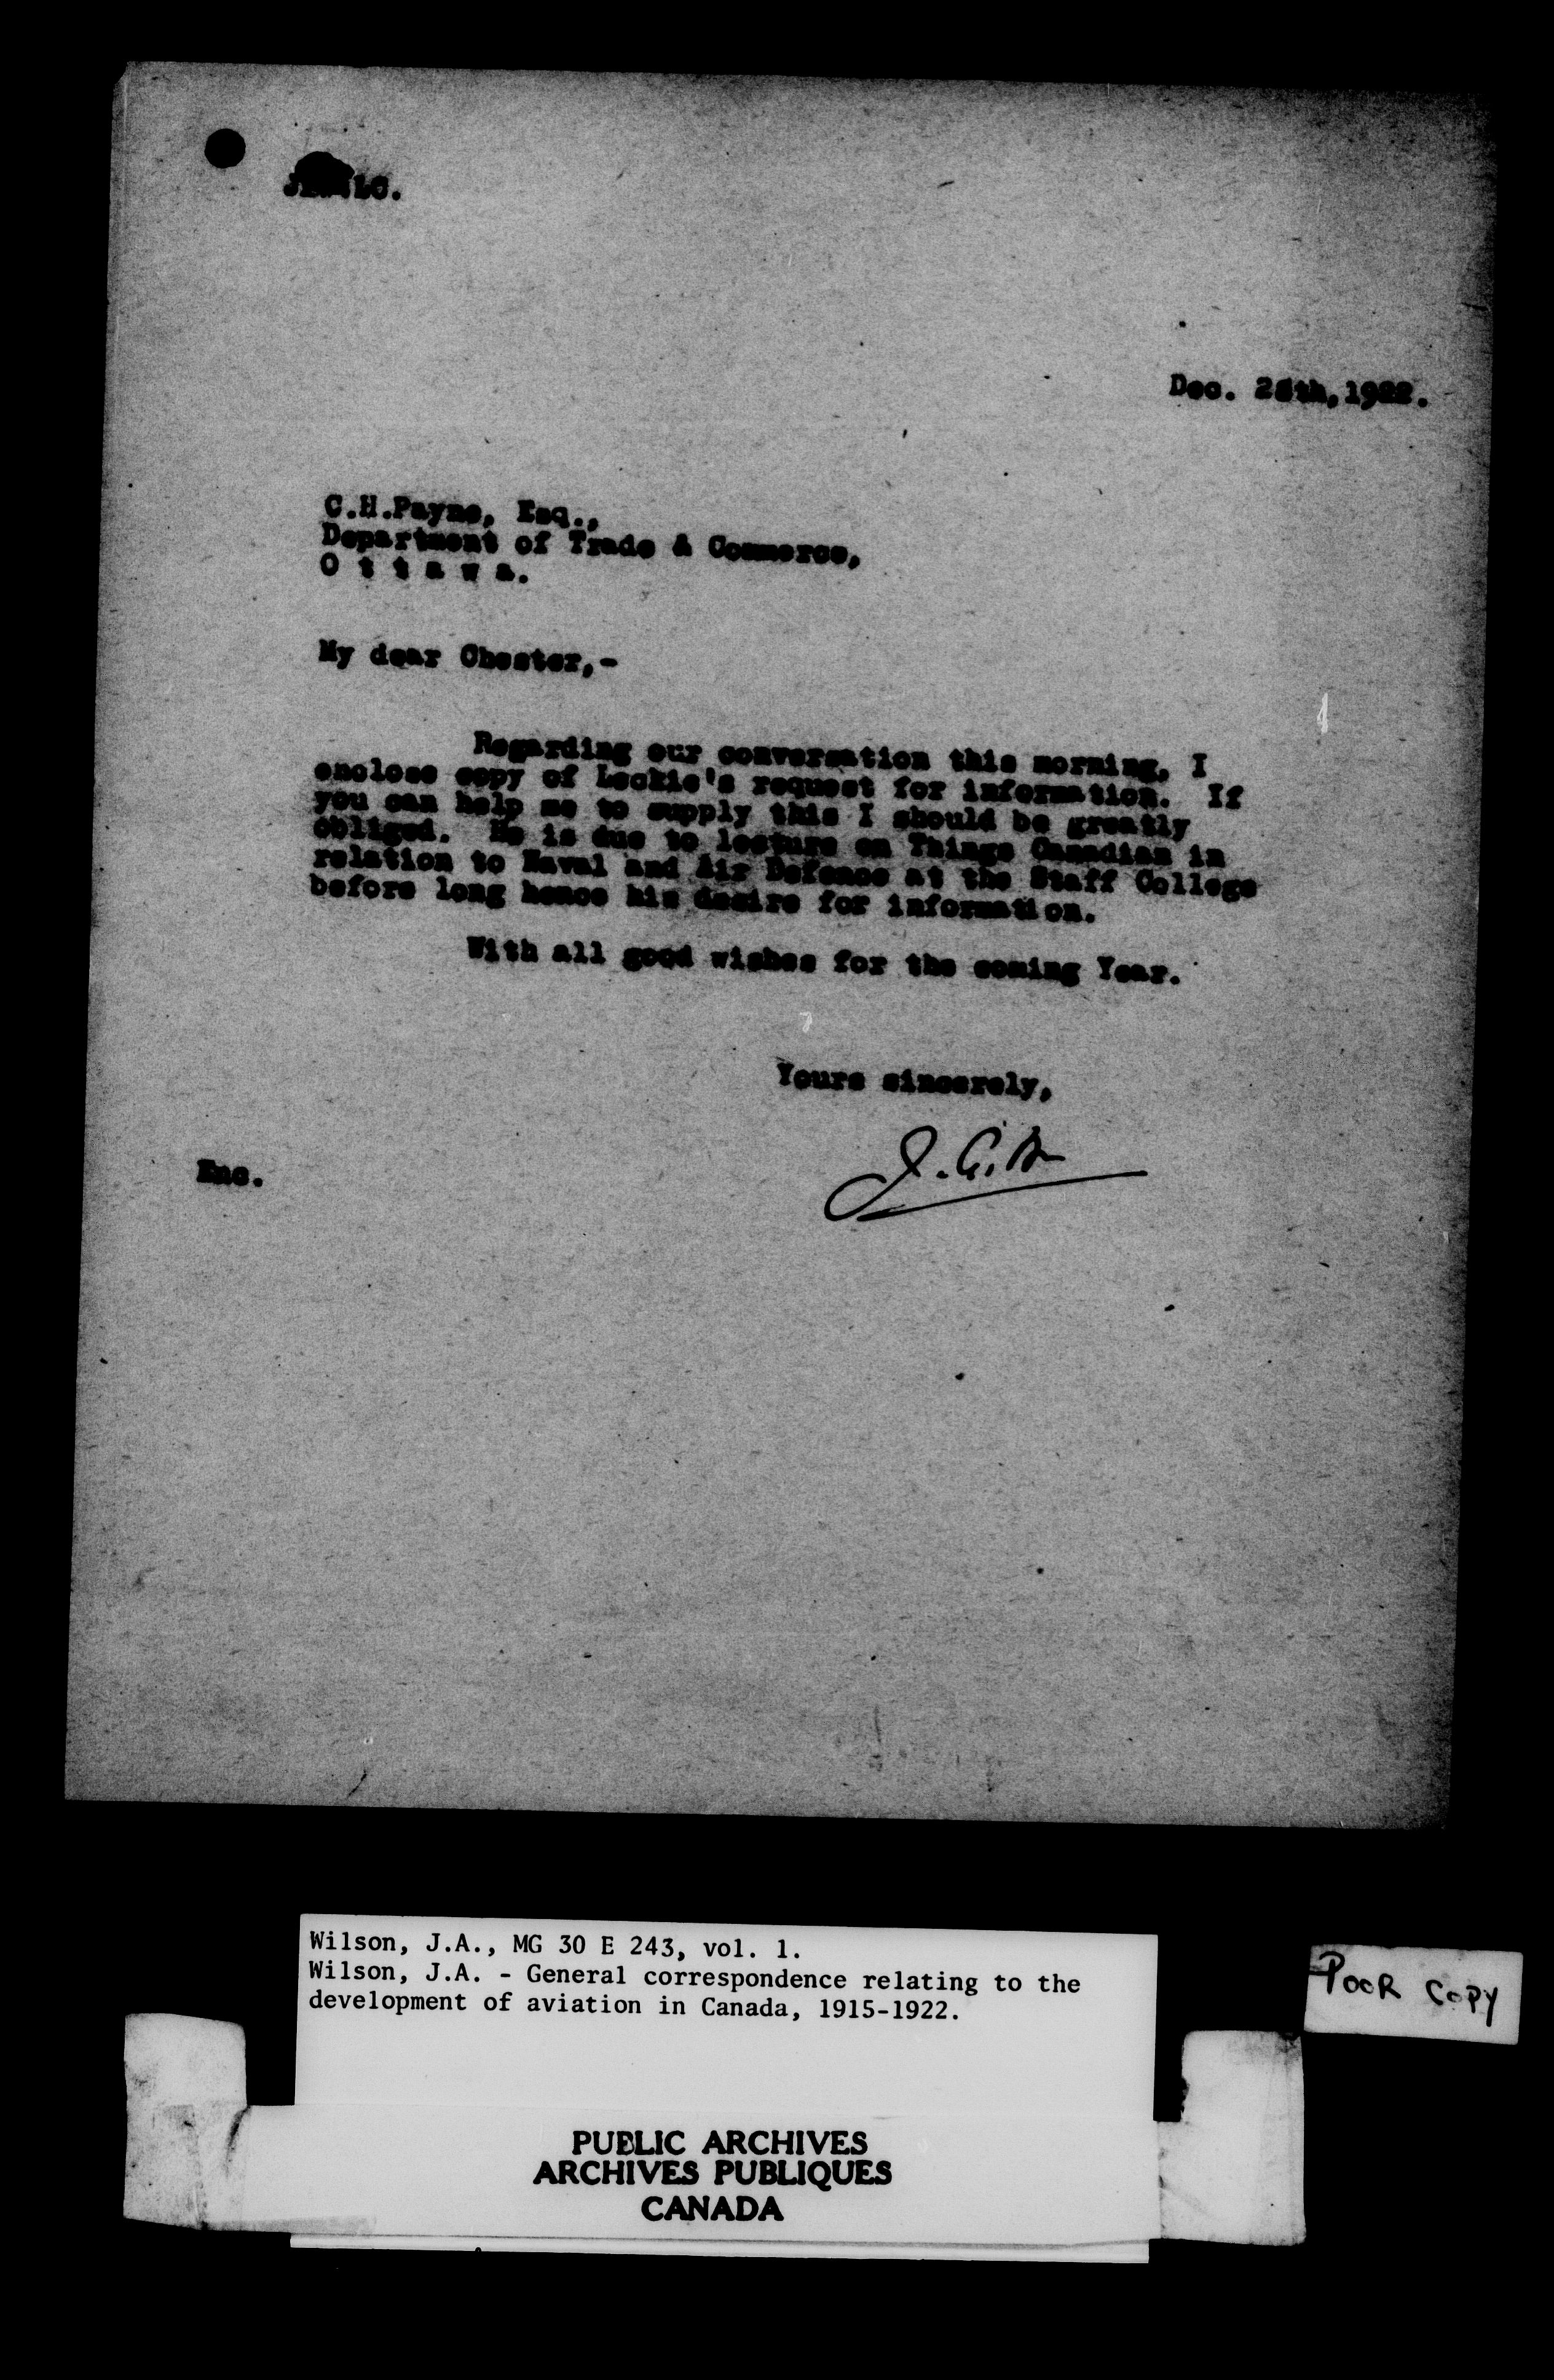 Dec. 28th, 1922.
C.H.Payne, Esq.,
Department of Trade & Commerce,
O t t a w a.
My dear Chester,-
Regarding our conversation this morning, I
enclose copy of Leckie's request for information. If
you can help me to supply this I should be greatly
obliged. He is due to lecture on Things Canadian in
relation to Naval and Air Defence at the Staff College
before long hence his desire for information.
With all good wishes for the coming Year.
Yours sincerely,
Enc.
Wilson, J.A., MG 30 E 243, vol. 1.
Wilson, J.A. - General correspondence relating to the
development of aviation in Canada, 1915-1922.
POOR COPY
PUBLIC ARCHIVES
ARCHIVES PUBLIQUES
CANADA